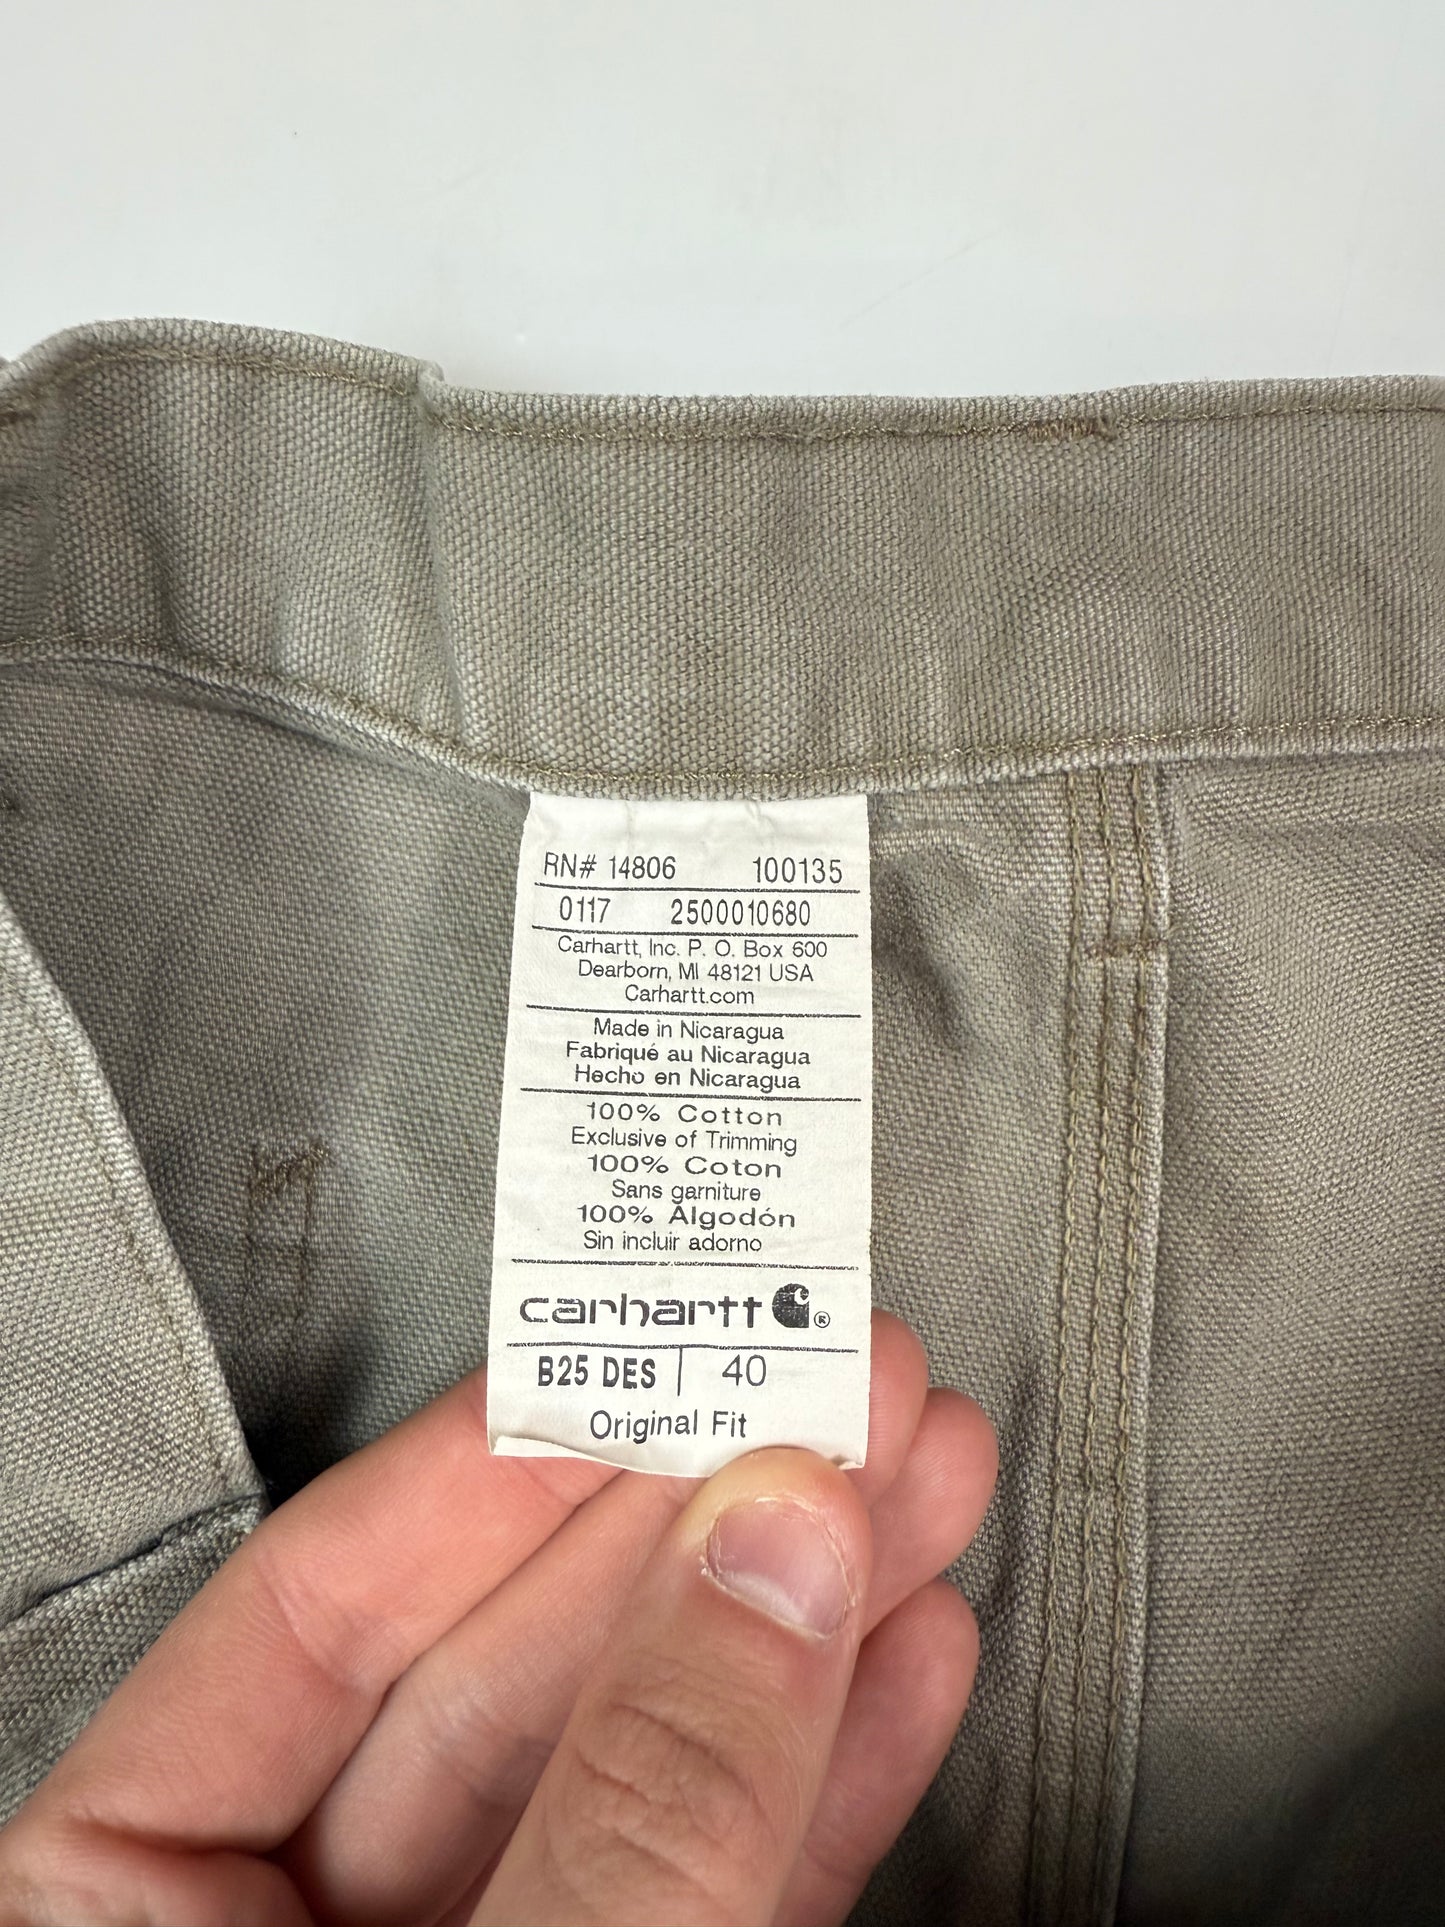 RN# 14806 100135
0117 2500010680
Carhartt, Inc. P. O. Box 600
Dearborn, MI 48121 USA
Carhartt.com
Made in Nicaragua
Fabriqué au Nicaragua
Hecho en Nicaragua
100% Cotton
Exclusive of Trimming
100% Coton
Sans garniture
100% Algodón
Sin incluir adorno
carhartt ®
B25 DES | 40
Original Fit